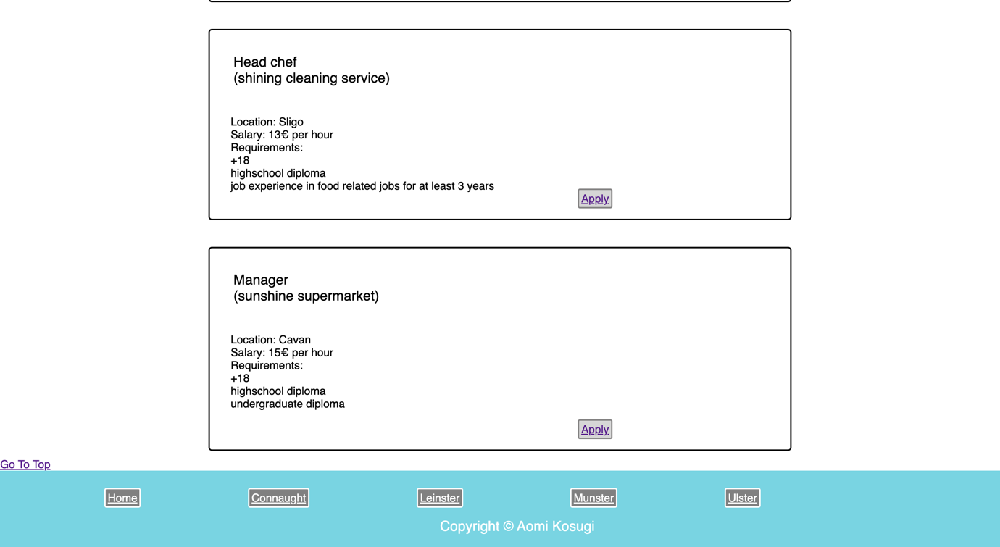 Head chef
(shining cleaning service)
Location: Sligo
Salary: 13€ per hour
Requirements:
+18
highschool diploma
job experience in food related jobs for at least 3 years
Apply
Manager
(sunshine supermarket)
Location: Cavan
Salary: 15€ per hour
Requirements:
+18
highschool diploma
undergraduate diploma
Apply
Go To Top
Home Connaught Leinster Munster Ulster
Copyright © Aomi Kosugi